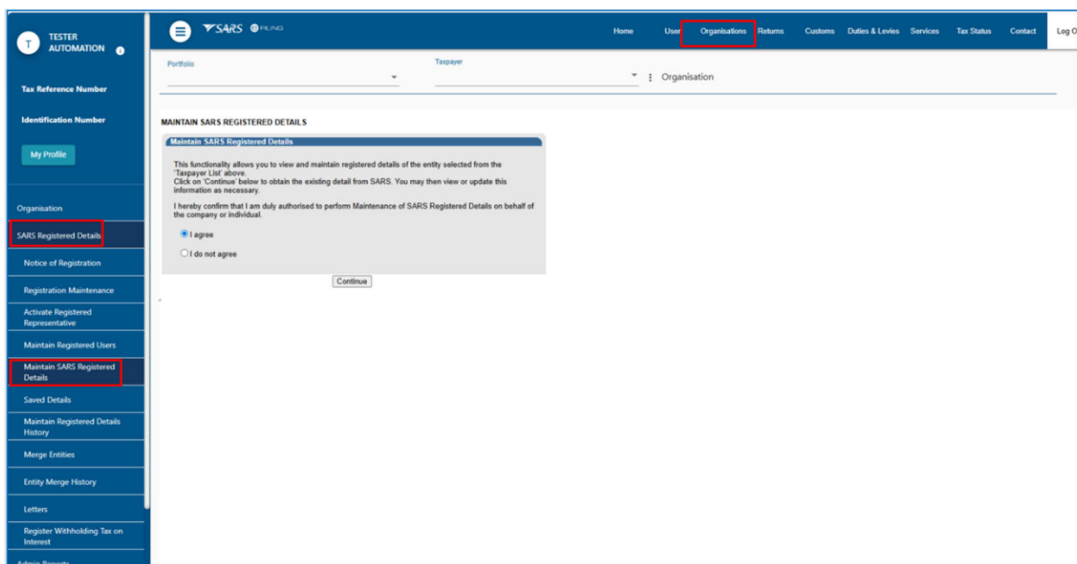 T
TESTER
AUTOMATION
Tax Reference Number
Identification Number
My Profile
Organisation
SARS Registered Details
Notice of Registration
Registration Maintenance
Activate Registered
Representative
Maintain Registered Users
Maintain SARS Registered
Details
Saved Details
Maintain Registered Details
History
Merge Entities
Entity Merge History
Letters
Register Withholding Tax on
Interest
Admin Reports
SARS eFILING
Home User Organisations Returns Customs Duties & Levies Services Tax Status Contact Log O
Portfolio Taxpayer
Organisation
MAINTAIN SARS REGISTERED DETAILS
Maintain SARS Registered Details
This functionality allows you to view and maintain registered details of the entity selected from the
'Taxpayer List' above.
Click on 'Continue' below to obtain the existing detail from SARS. You may then view or update this
information as necessary.
I hereby confirm that I am duly authorised to perform Maintenance of SARS Registered Details on behalf of
the company or individual.
I agree
I do not agree
Continue